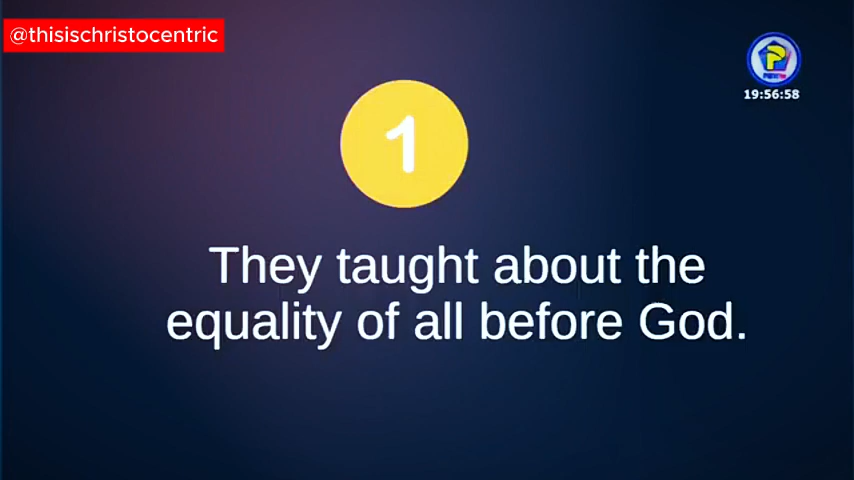 @thisischristocentric
P
19:56:58
1
They taught about the
equality of all before God.